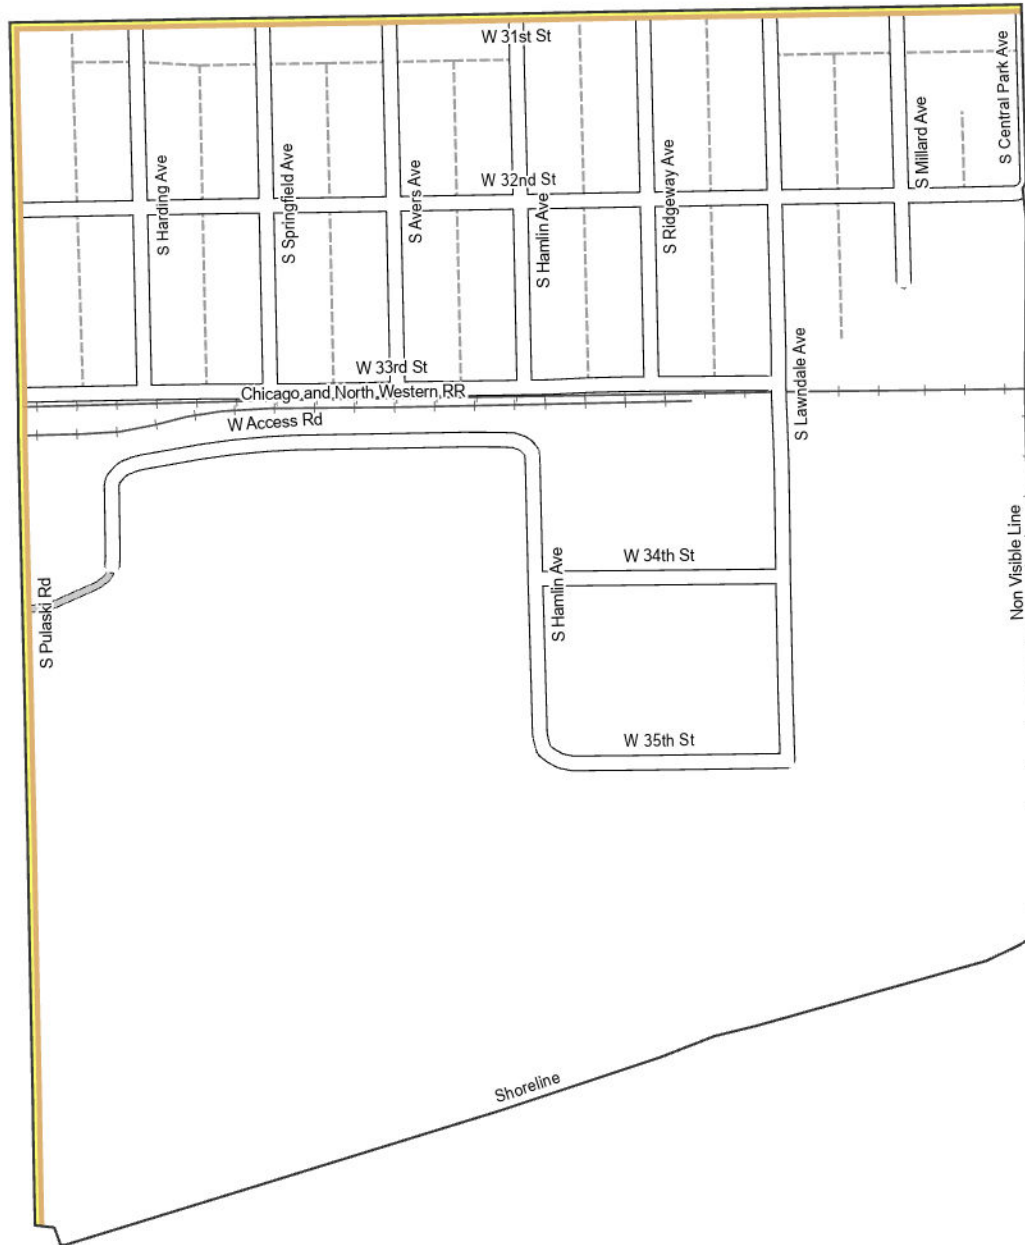 W 31st St
S Central Park Ave
S Millard Ave
W 32nd St
S Harding Ave
S Springfield Ave
S Avers Ave
S Hamlin Ave
S Ridgeway Ave
W 33rd St
Chicago and North Western RR
S Lawndale Ave
W Access Rd
Non Visible Line
W 34th St
S Hamlin Ave
S Pulaski Rd
W 35th St
Shoreline